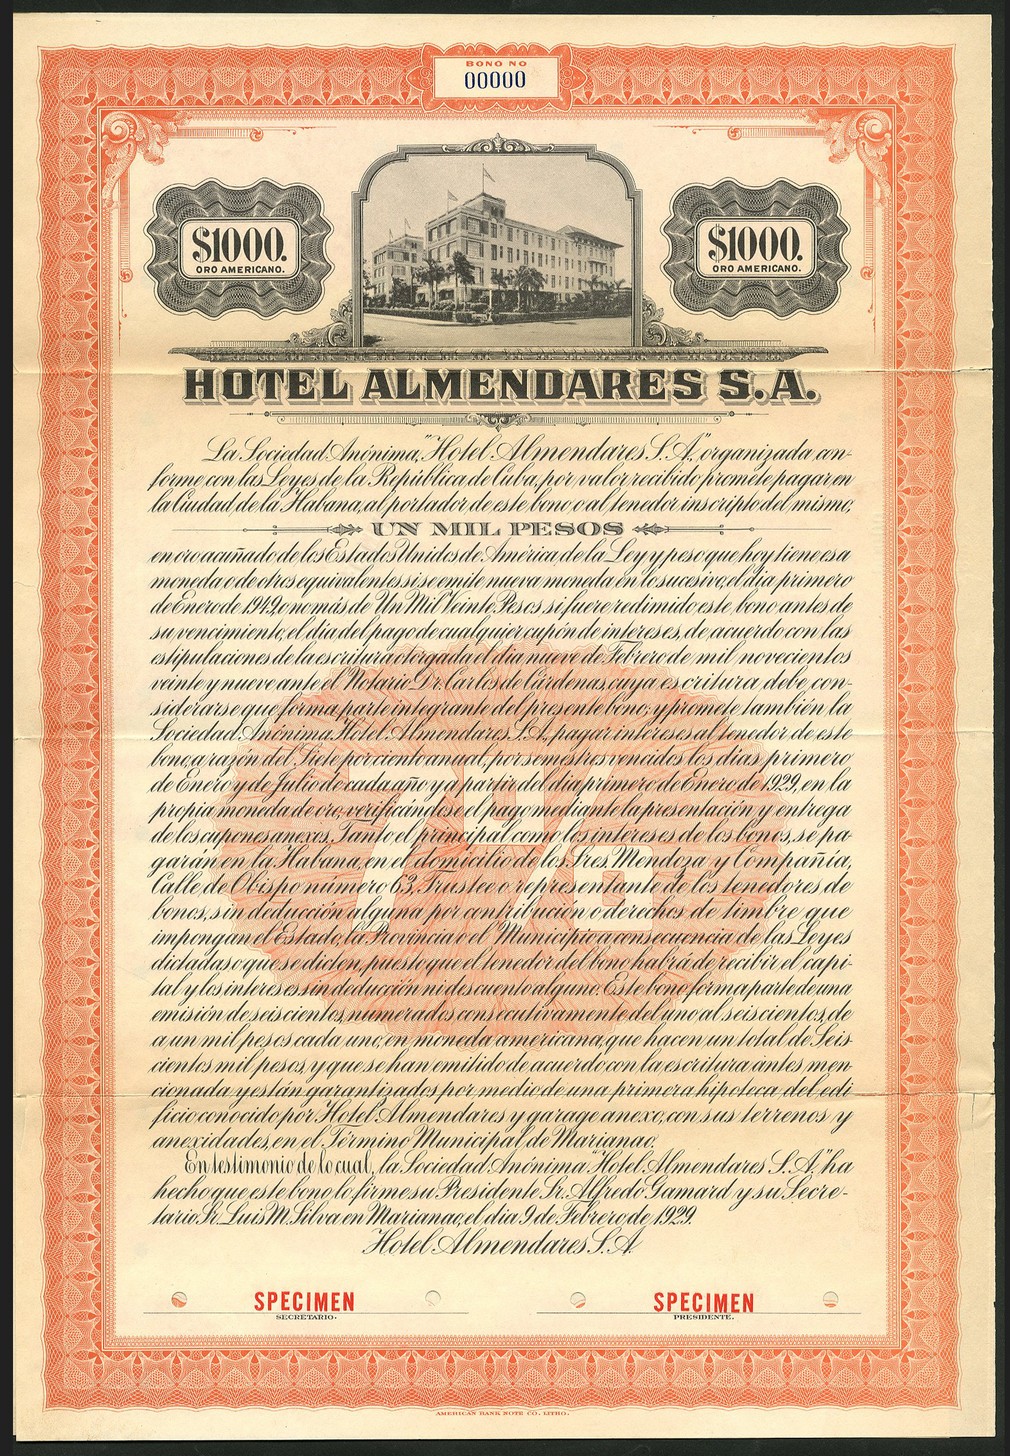 BONO NO
00000
$1000.
ORO AMERICANO.
$1000.
ORO AMERICANO.
HOTEL ALMENDARES S.A.
La Sociedad Anónima, "Hotel Almendares S.A." organizada con-
forme con las Leyes de la República de Cuba, por valor recibido promete pagar en
la Ciudad de la Habana, al portador de este bono o al tenedor inscripto del mismo,
UN MIL PESOS
en oro acuñado de los Estados Unidos de América, de la Ley y peso que hoy tiene esa
moneda o de otros equivalentes si se emite nueva moneda en lo sucesivo, el día primero
de Enero de 1949, o no más de Un Mil Veinte Pesos, si fuere redimido este bono antes de
su vencimiento, el día del pago de cualquier cupón de intereses, de acuerdo con las
estipulaciones de la escritura otorgada el día nueve de Febrero de mil novecientos
veinte y nueve ante el Notario Dr. Carlos de Cárdenas, cuya escritura debe con-
siderarse que forma parte integrante del presente bono; y promete también la
Sociedad Anónima Hotel Almendares S.A., pagar intereses al tenedor de este
bono, a razón del Siete por ciento anual, por semestres vencidos los días primero
de Enero y de Julio de cada año y a partir del día primero de Enero de 1929, en la
propia moneda de oro, verificándose el pago mediante la presentación y entrega
de los cupones anexos. Tanto el principal como los intereses de los bonos, se pa-
garán en la Habana, en el domicilio de los Sres Mendoza y Compañia,
Calle de Obispo número 63, Trustee o representante de los tenedores de
bonos, sin deducción alguna por contribución o derechos de timbre que
impongan el Estado, la Provincia o el Municipio a consecuencia de las Leyes
dictadas o que se dicten, puesto que el tenedor del bono habrá de recibir el capi-
tal y los intereses sin deducción ni descuento alguno. Este bono forma parte de una
emisión de seiscientos, numerados consecutivamente del uno al seiscientos, de
a un mil pesos cada uno, en moneda americana, que hacen un total de Seis-
cientos mil pesos, y que se han emitido de acuerdo con la escritura antes men-
cionada y están garantizados por medio de una primera hipoteca del edi
ficio conocido por Hotel Almendares y garage anexo, con sus terrenos y
anexidades, en el Término Municipal de Marianao.
En testimonio de lo cual, la Sociedad Anónima "Hotel Almendares S.A." ha
hecho que este bono lo firme su Presidente Sr. Alfredo Gamard y su Secre-
tario Sr. Luis M. Silva en Marianao, el día 9 de Febrero de 1929.
Hotel Almendares S.A.
SPECIMEN
SECRETARIO.
SPECIMEN
PRESIDENTE.
AMERICAN BANK NOTE CO. LITHO.